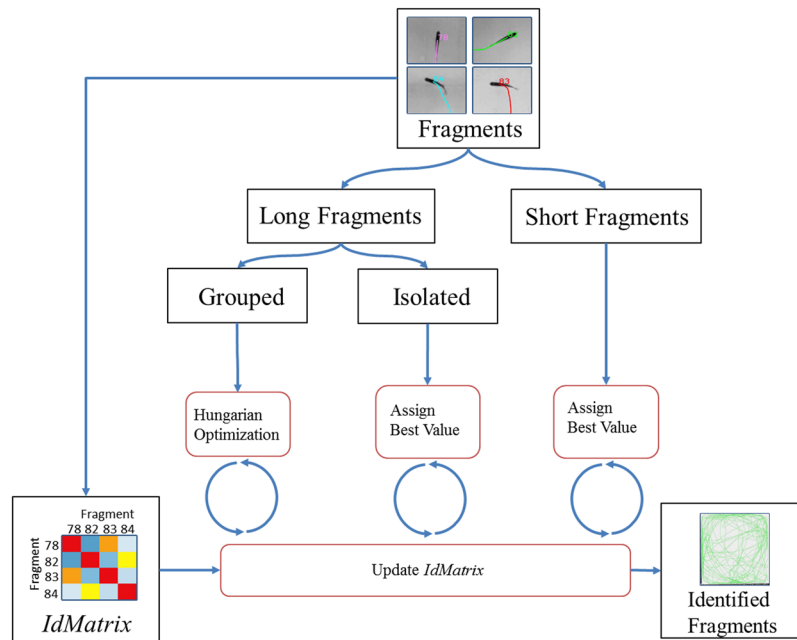 83
Fragments
Long Fragments
Short Fragments
Grouped
Isolated
Hungarian
Optimization
Assign
Best Value
Assign
Best Value
Fragment
78 82 83 84
Fragment
78
82
83
84
IdMatrix
Update IdMatrix
Identified
Fragments